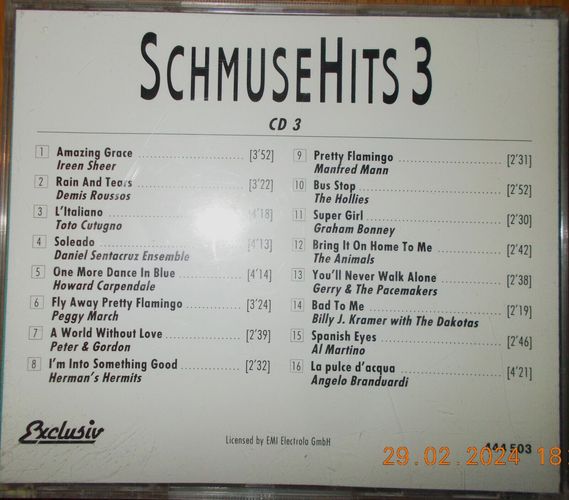 SCHMUSEHITS 3
CD 3
1 Amazing Grace [3'52]
Ireen Sheer
2 Rain And Tears [3'22]
Demis Roussos
3 L'Italiano [4'18]
Toto Cutugno
4 Soleado [4'13]
Daniel Sentacruz Ensemble
5 One More Dance In Blue [4'14]
Howard Carpendale
6 Fly Away Pretty Flamingo [3'24]
Peggy March
7 A World Without Love [2'39]
Peter & Gordon
8 I'm Into Something Good [2'32]
Herman's Hermits
9 Pretty Flamingo [2'31]
Manfred Mann
10 Bus Stop [2'52]
The Hollies
11 Super Girl [2'30]
Graham Bonney
12 Bring It On Home To Me [2'42]
The Animals
13 You'll Never Walk Alone [2'38]
Gerry & The Pacemakers
14 Bad To Me [2'19]
Billy J. Kramer with The Dakotas
15 Spanish Eyes [2'46]
Al Martino
16 La pulce d'acqua [4'21]
Angelo Branduardi
Exclusiv
Licensed by EMI Electrola GmbH
29.02.2024 18